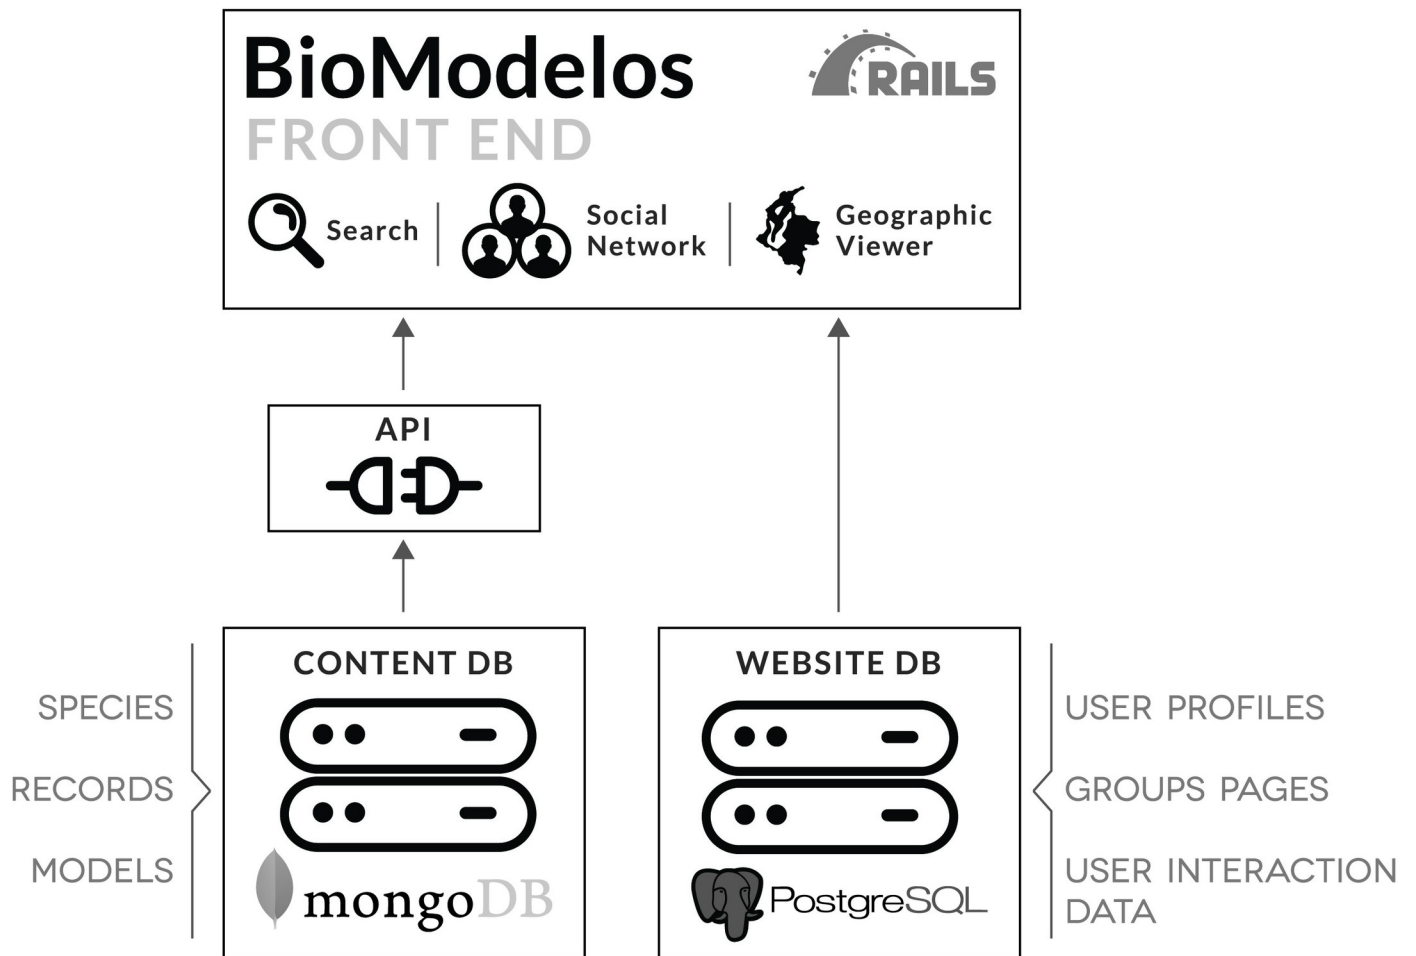 BioModelos
RAILS
FRONT END
Search
Social
Network
Geographic
Viewer
API
CONTENT DB
WEBSITE DB
SPECIES
RECORDS
MODELS
mongoDB
PostgreSQL
USER PROFILES
GROUPS PAGES
USER INTERACTION
DATA